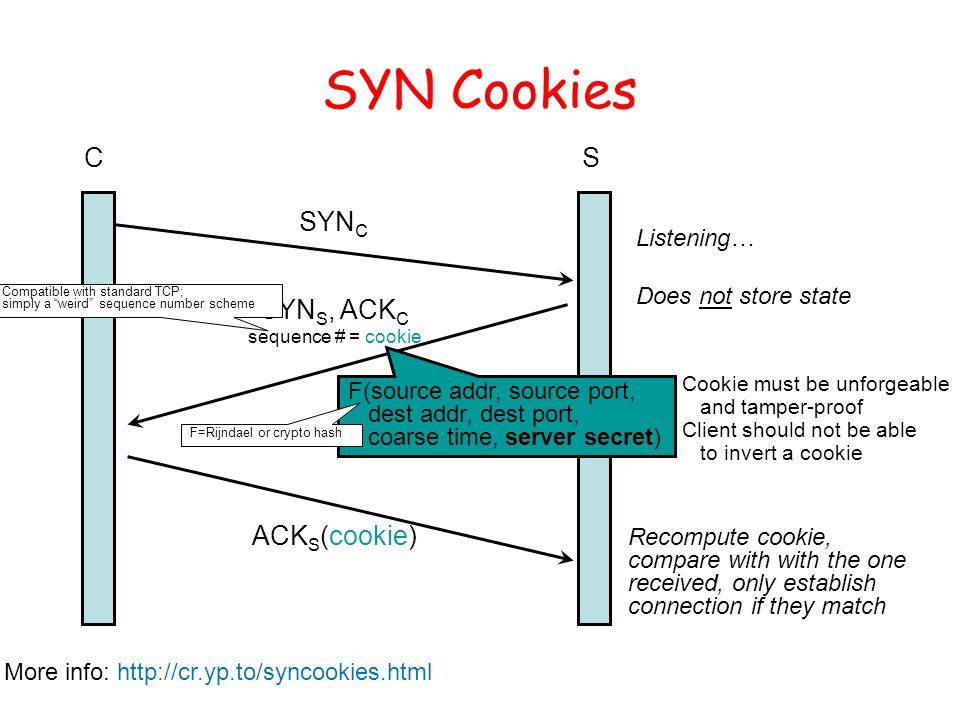 SYN Cookies
C
S
SYNC
Listening…
Does not store state
Compatible with standard TCP;
simply a “weird” sequence number scheme
YNS, ACKC
sequence # = cookie
F(source addr, source port,
dest addr, dest port,
coarse time, server secret)
F=Rijndael or crypto hash
Cookie must be unforgeable
and tamper-proof
Client should not be able
to invert a cookie
ACKS(cookie)
Recompute cookie,
compare with with the one
received, only establish
connection if they match
More info: http://cr.yp.to/syncookies.html